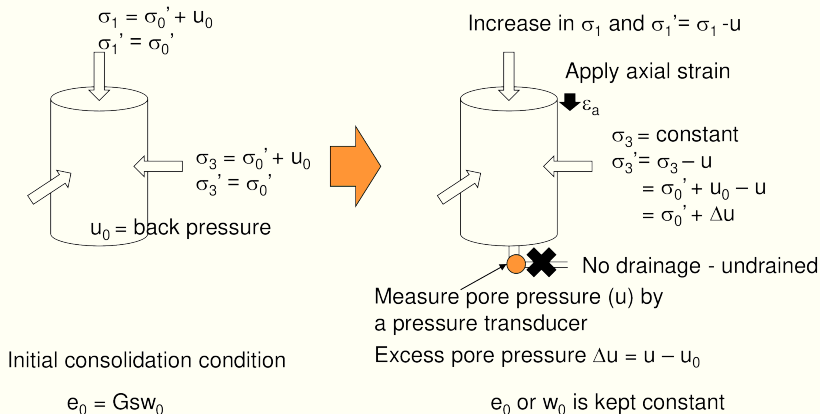 σ₁ = σ₀’ + u₀
σ₁’ = σ₀’
σ₃ = σ₀’ + u₀
σ₃’ = σ₀’
u₀ = back pressure
Initial consolidation condition
e₀ = Gsw₀
Increase in σ₁ and σ₁’= σ₁ -u
Apply axial strain
εₐ
σ₃ = constant
σ₃’= σ₃ – u
= σ₀’ + u₀ – u
= σ₀’ + Δu
No drainage - undrained
Measure pore pressure (u) by
a pressure transducer
Excess pore pressure Δu = u – u₀
e₀ or w₀ is kept constant